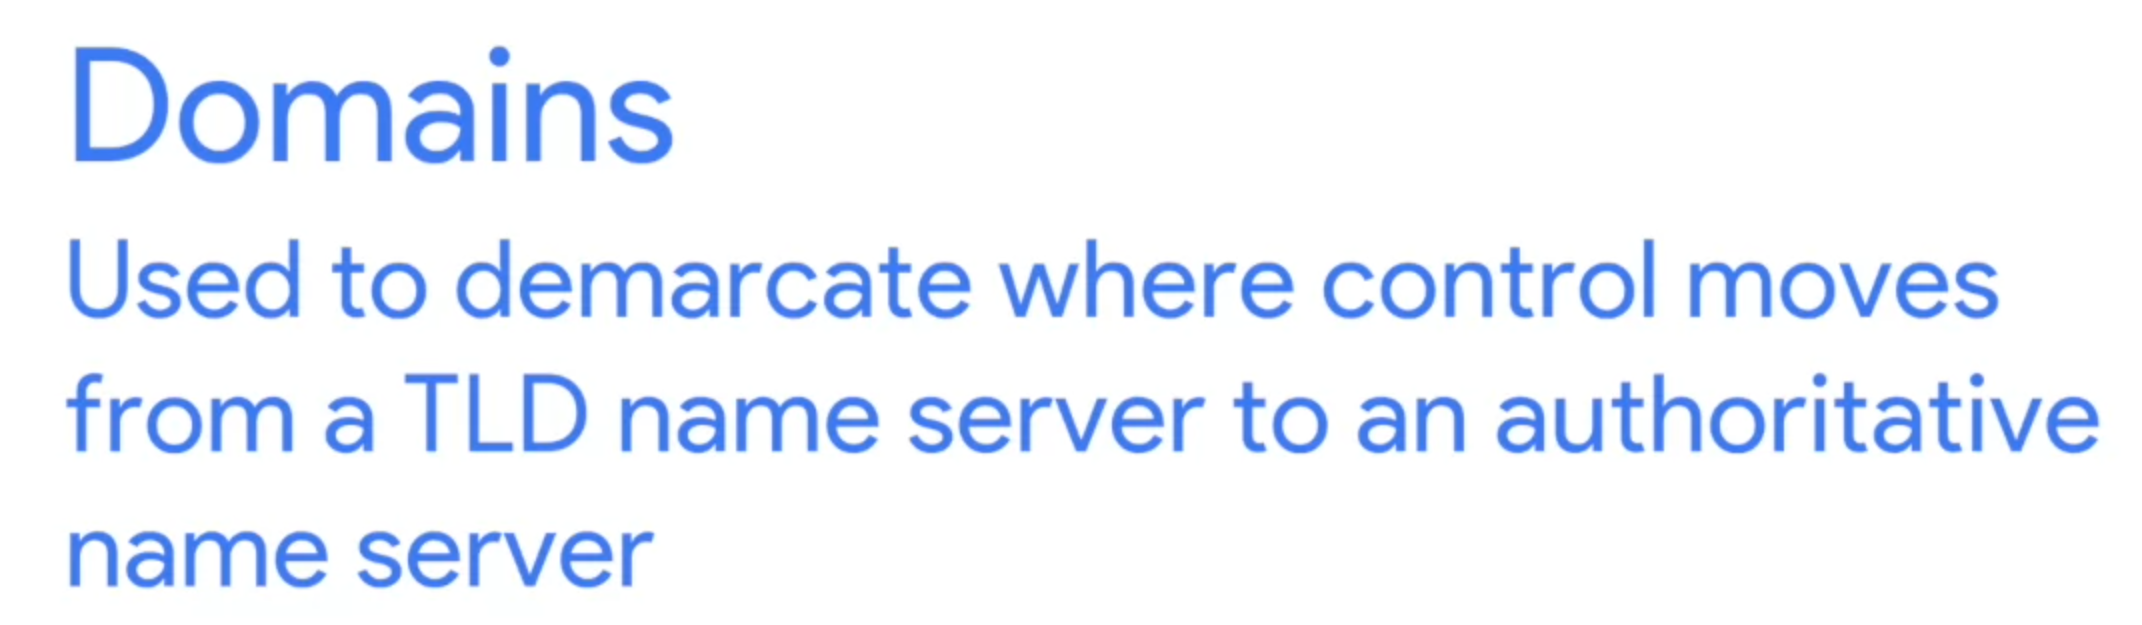 Domains
Used to demarcate where control moves
from a TLD name server to an authoritative
name server